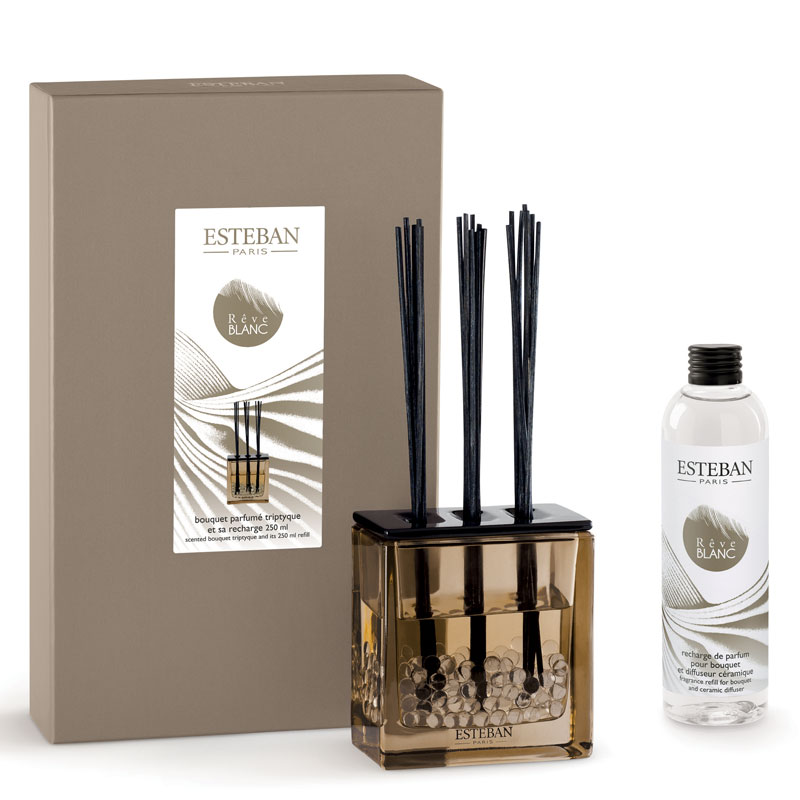 ESTEBAN
ESTEBAN
PARIS
Rêve
BLANC
bouquet parfumé triptyque
et sa recharge 250 ml
scented bouquet triptyque and its 250 ml refill
ESTEBAN
PARIS
ESTEBAN
PARIS
Rêve
BLANC
recharge de parfum
pour bouquet
et diffuseur céramique
fragrance refill for bouquet
and ceramic diffuser